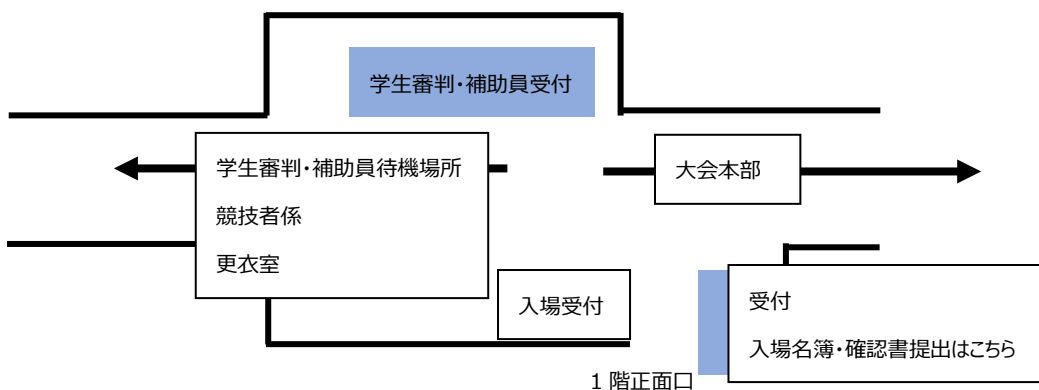 学生審判・補助員受付
学生審判・補助員待機場所
競技者係
更衣室
大会本部
入場受付
受付
入場名簿・確認書提出はこちら
1 階正面口